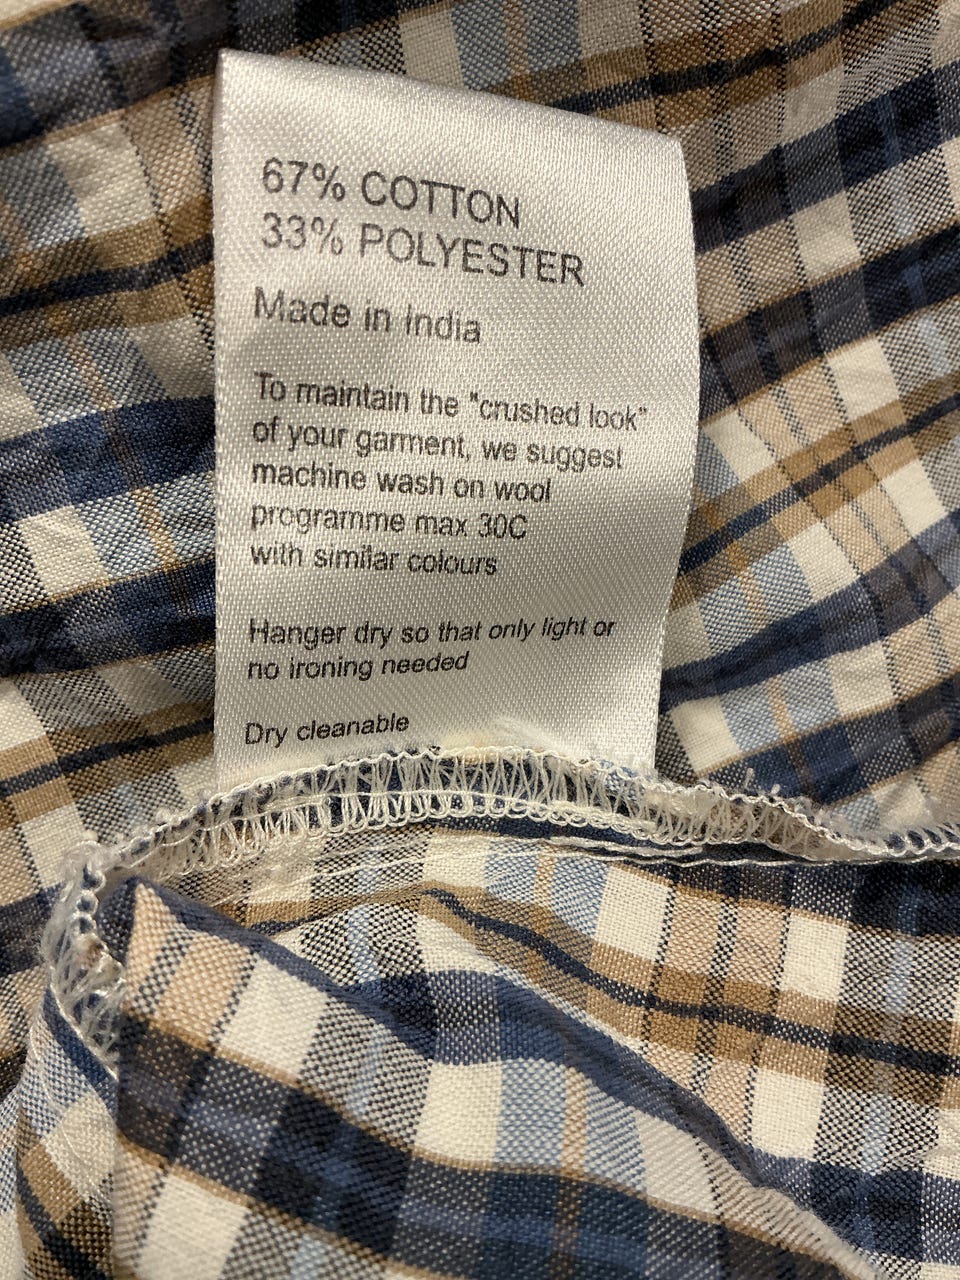 67% COTTON
33% POLYESTER
Made in India
To maintain the "crushed look"
of your garment, we suggest
machine wash on wool
programme max 30C
with similar colours
Hanger dry so that only light or
no ironing needed
Dry cleanable